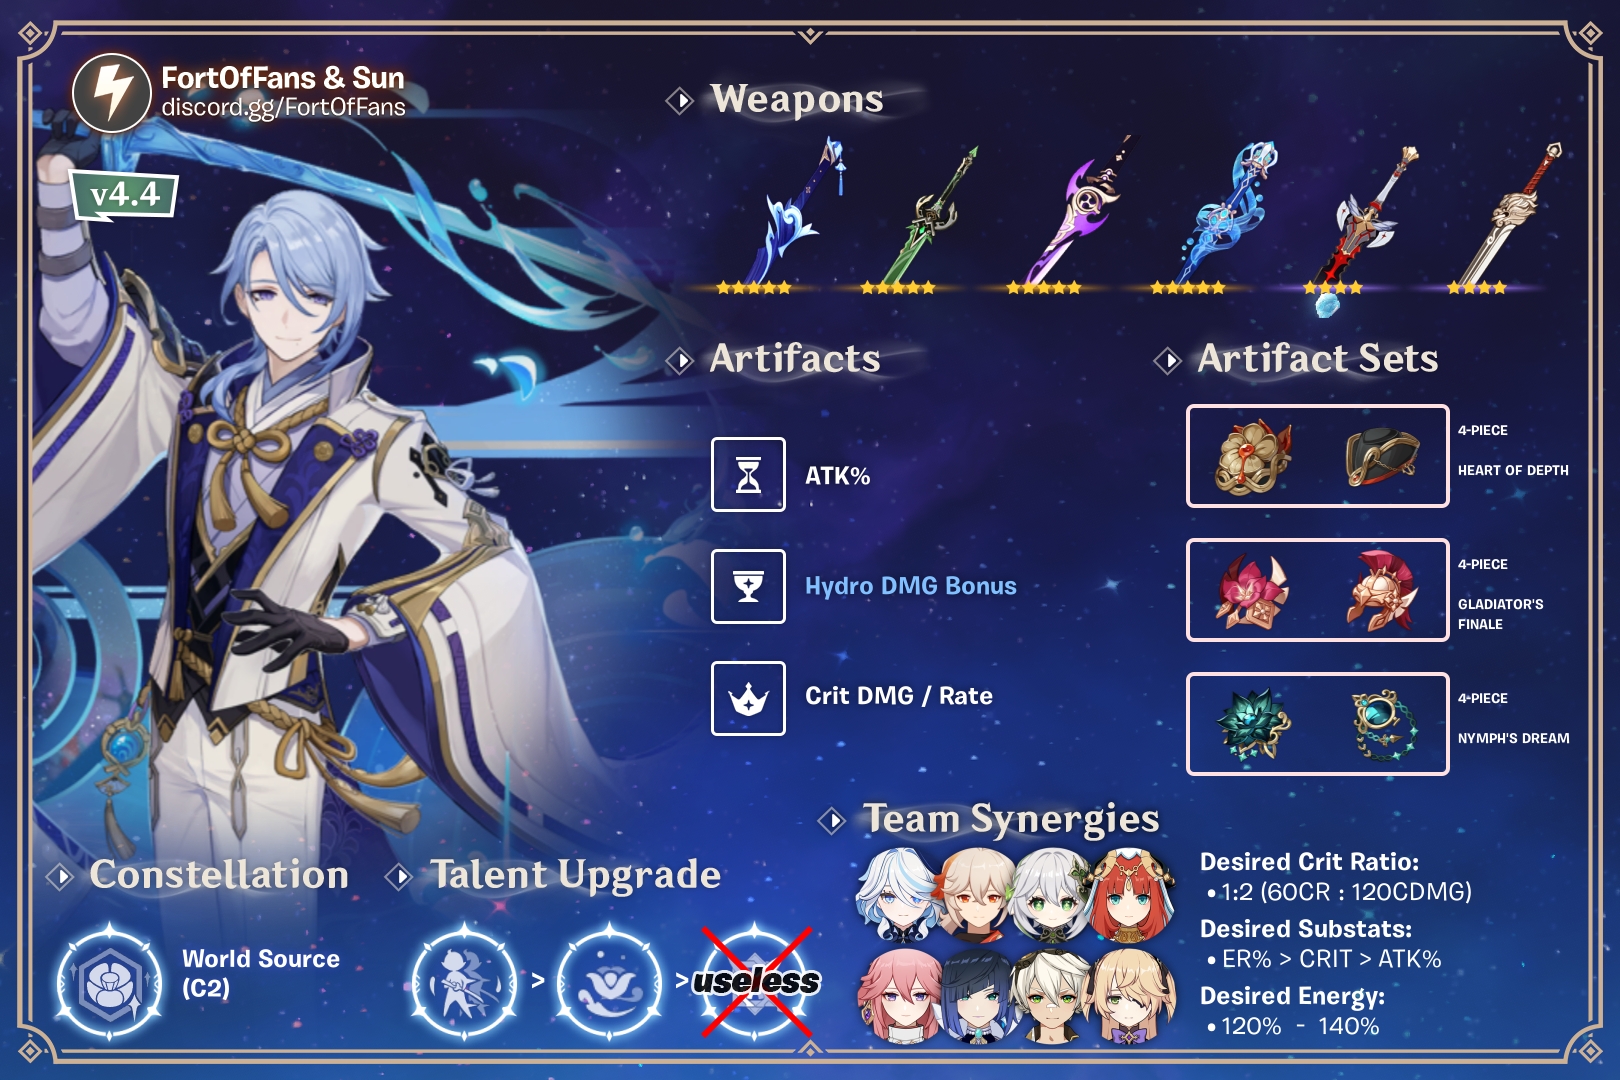 FortOfFans & Sun
discord.gg/FortOfFans
v4.4
Weapons
Artifacts
ATK%
Hydro DMG Bonus
Crit DMG / Rate
Artifact Sets
4-PIECE
HEART OF DEPTH
4-PIECE
GLADIATOR'S
FINALE
4-PIECE
NYMPH'S DREAM
Constellation
World Source
(C2)
Talent Upgrade
>
>
useless
Team Synergies
Desired Crit Ratio:
• 1:2 (60CR : 120CDMG)
Desired Substats:
• ER% > CRIT > ATK%
Desired Energy:
• 120% - 140%